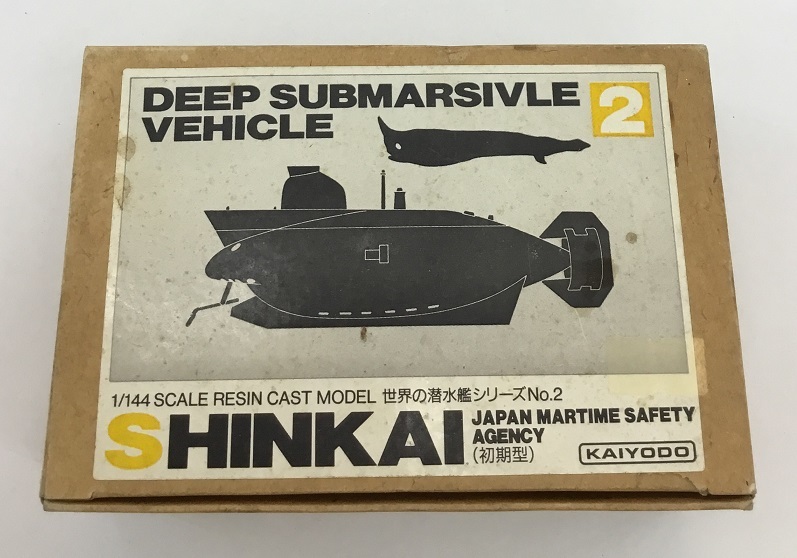 DEEP SUBMARSIVLE
VEHICLE
2
1/144 SCALE RESIN CAST MODEL 世界の潜水艦シリーズNo.2
SHINKAI
JAPAN MARTIME SAFETY
AGENCY
(初期型)
KAIYODO